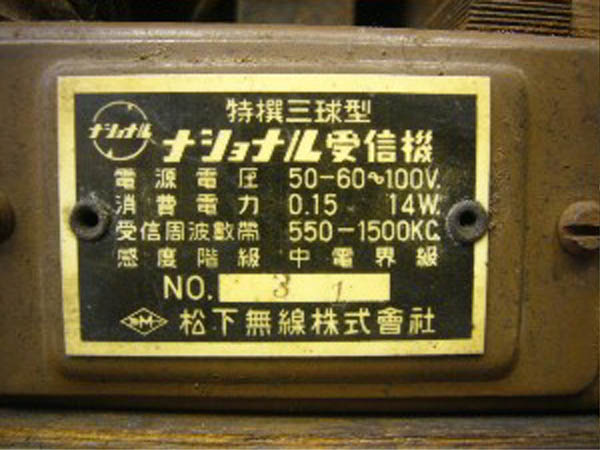 特撰三球型
ナショナル ナショナル受信機
電源電圧 50-60~100V.
消費電力 0.15 14W.
受信周波數帶 550-1500KC.
感度階級 中電界級
NO. 3 1
M 松下無線株式會社